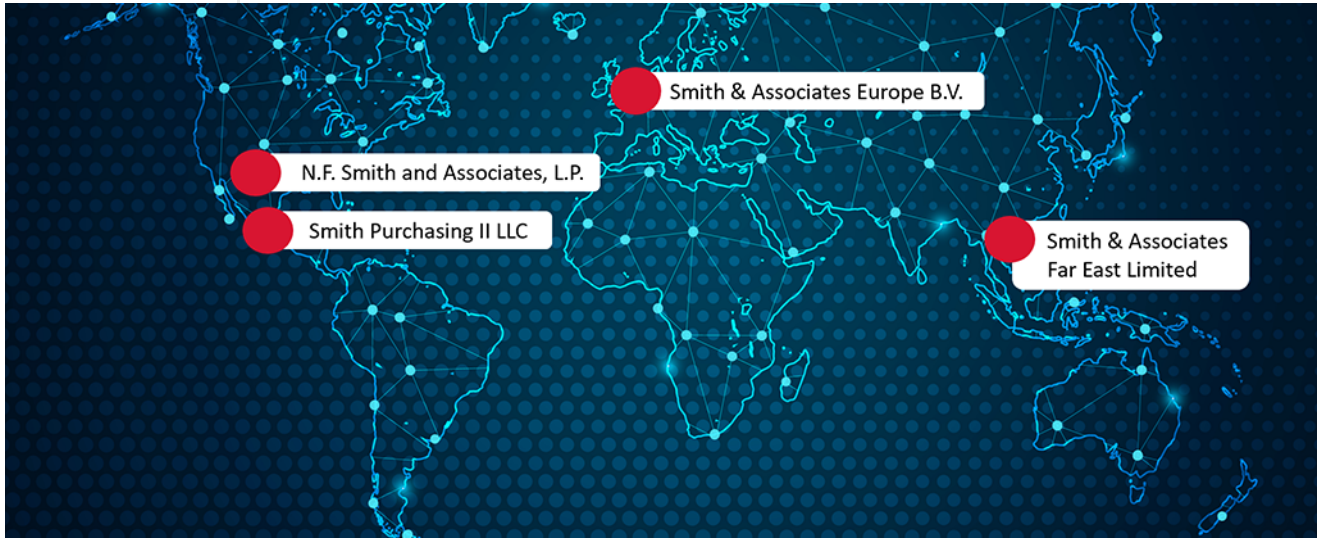 Smith & Associates Europe B.V.
N.F. Smith and Associates, L.P.
Smith Purchasing II LLC
Smith & Associates
Far East Limited